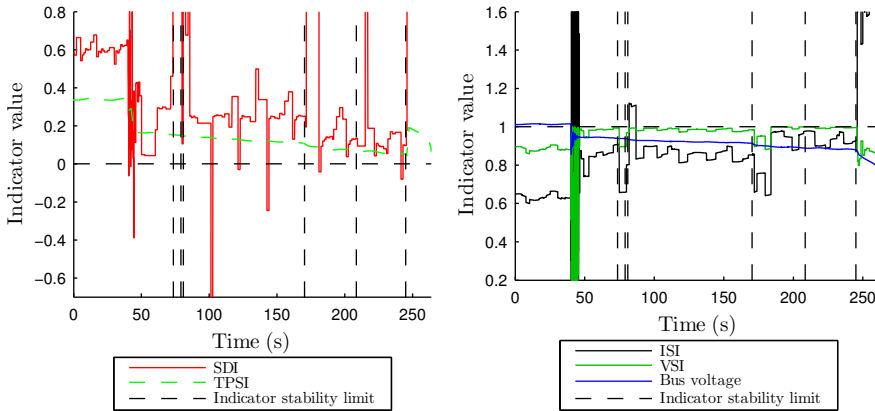 0.8
0.6
0.4
0.2
0
−0.2
−0.4
−0.6
Indicator value
0 50 100 150 200 250
Time (s)
SDI
TPSI
Indicator stability limit
1.6
1.4
1.2
1
0.8
0.6
0.4
0.2
Indicator value
0 50 100 150 200 250
Time (s)
ISI
VSI
Bus voltage
Indicator stability limit